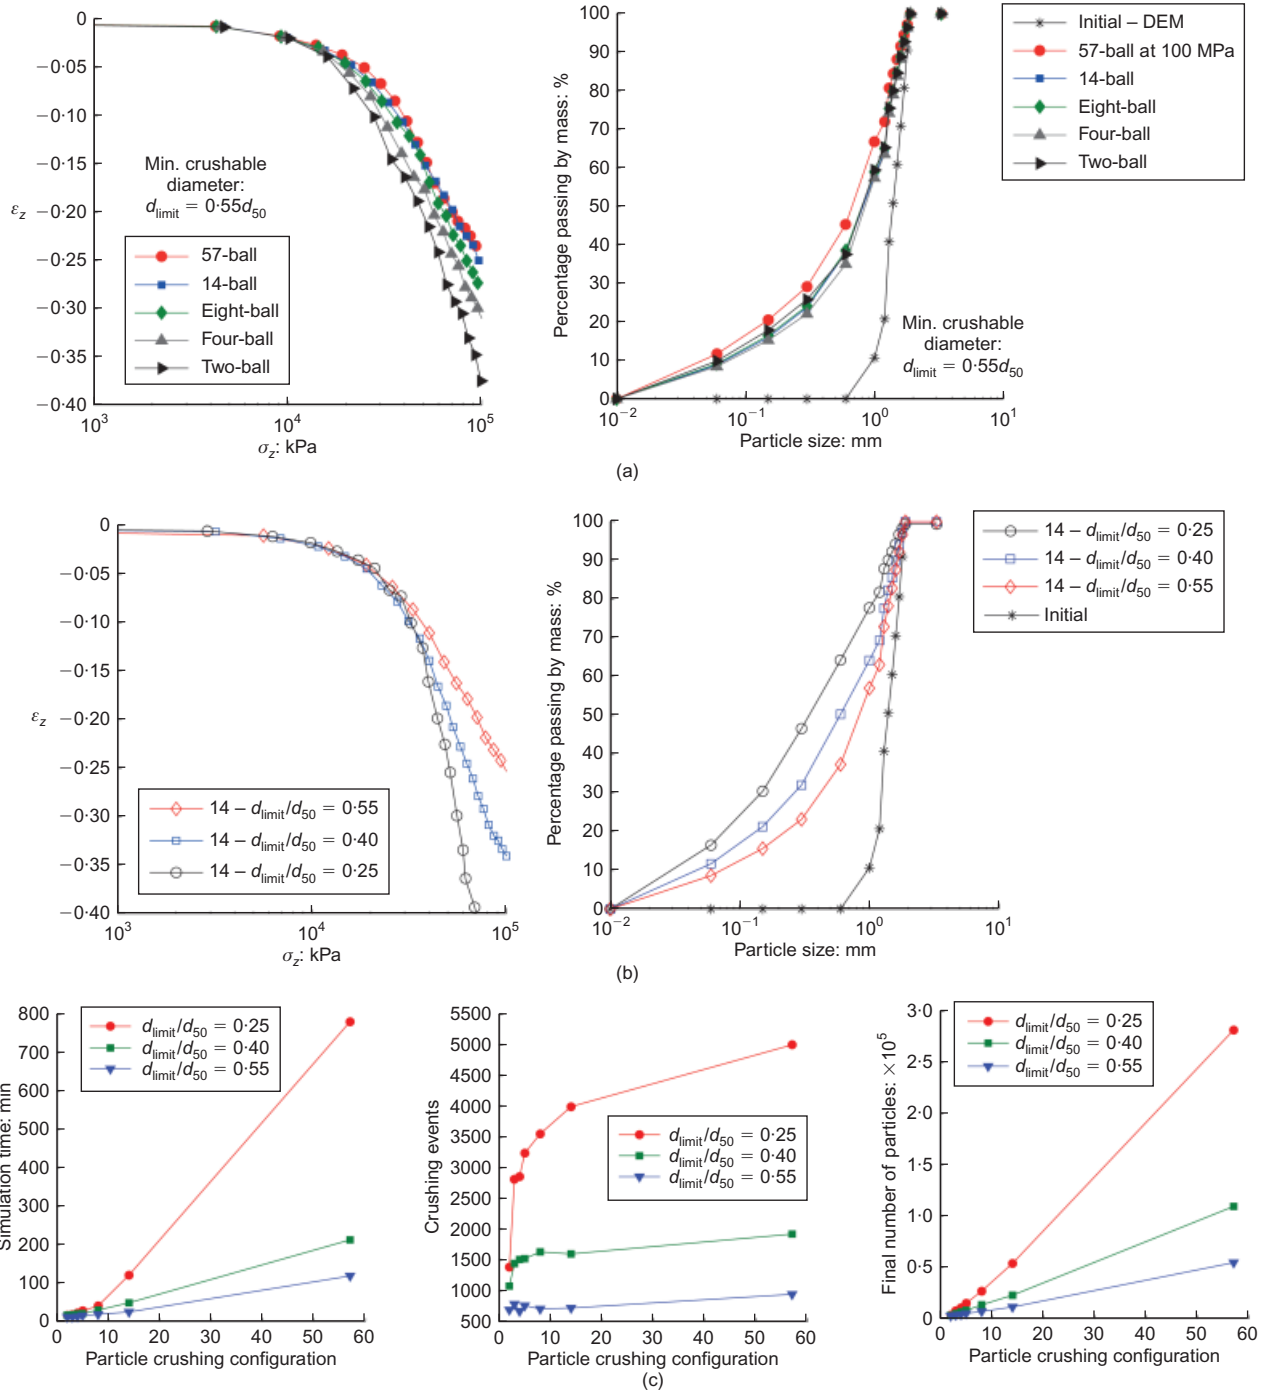 0
−0·05
−0·10
−0·15
−0·20
−0·25
−0·30
−0·35
−0·40
εz
Min. crushable
diameter:
dlimit = 0·55d50
57-ball
14-ball
Eight-ball
Four-ball
Two-ball
10³ 10⁴ 10⁵
σz: kPa
100
90
80
70
60
50
40
30
20
10
0
Percentage passing by mass: %
Min. crushable
diameter:
dlimit = 0·55d50
10⁻² 10⁻¹ 10⁰ 10¹
Particle size: mm
Initial – DEM
57-ball at 100 MPa
14-ball
Eight-ball
Four-ball
Two-ball
(a)
0
−0·05
−0·10
−0·15
−0·20
−0·25
−0·30
−0·35
−0·40
εz
14 – dlimit/d50 = 0·55
14 – dlimit/d50 = 0·40
14 – dlimit/d50 = 0·25
10³ 10⁴ 10⁵
σz: kPa
100
90
80
70
60
50
40
30
20
10
0
Percentage passing by mass: %
10⁻² 10⁻¹ 10⁰ 10¹
Particle size: mm
14 – dlimit/d50 = 0·25
14 – dlimit/d50 = 0·40
14 – dlimit/d50 = 0·55
Initial
(b)
800
700
600
500
400
300
200
100
0
Simulation time: min
dlimit/d50 = 0·25
dlimit/d50 = 0·40
dlimit/d50 = 0·55
0 10 20 30 40 50 60
Particle crushing configuration
5500
5000
4500
4000
3500
3000
2500
2000
1500
1000
500
Crushing events
dlimit/d50 = 0·25
dlimit/d50 = 0·40
dlimit/d50 = 0·55
0 10 20 30 40 50 60
Particle crushing configuration
3·0
2·5
2·0
1·5
1·0
0·5
0
Final number of particles: ×10⁵
dlimit/d50 = 0·25
dlimit/d50 = 0·40
dlimit/d50 = 0·55
0 10 20 30 40 50 60
Particle crushing configuration
(c)